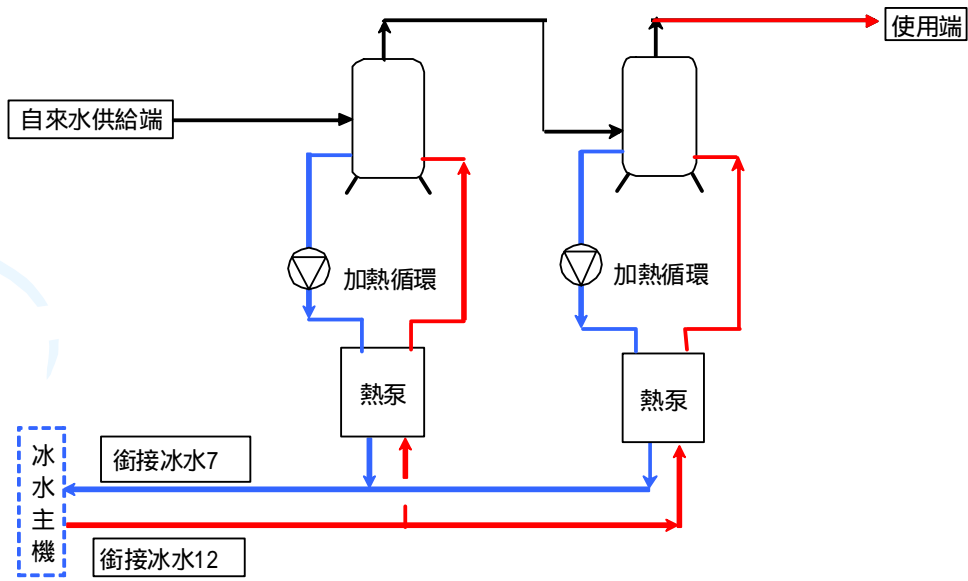 使用端
自來水供給端
加熱循環
加熱循環
熱泵
熱泵
冰水主機
銜接冰水7
銜接冰水12